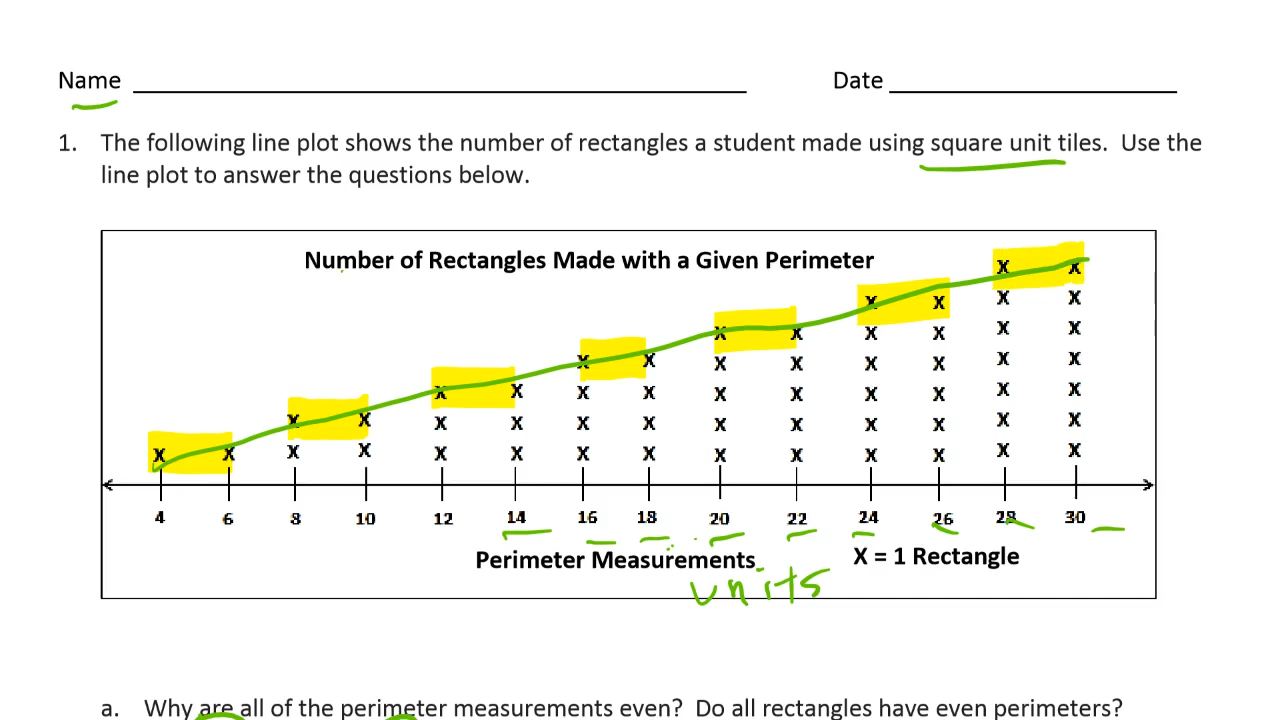 Name Date
1. The following line plot shows the number of rectangles a student made using square unit tiles. Use the
line plot to answer the questions below.
Number of Rectangles Made with a Given Perimeter
X X
X X X X
X X X X X X
X X X X X X X X
X X X X X X X X X X
X X X X X X X X X X X X
X X X X X X X X X X X X X X
4 6 8 10 12 14 16 18 20 22 24 26 28 30
Perimeter Measurements X = 1 Rectangle
units
a. Why are all of the perimeter measurements even? Do all rectangles have even perimeters?